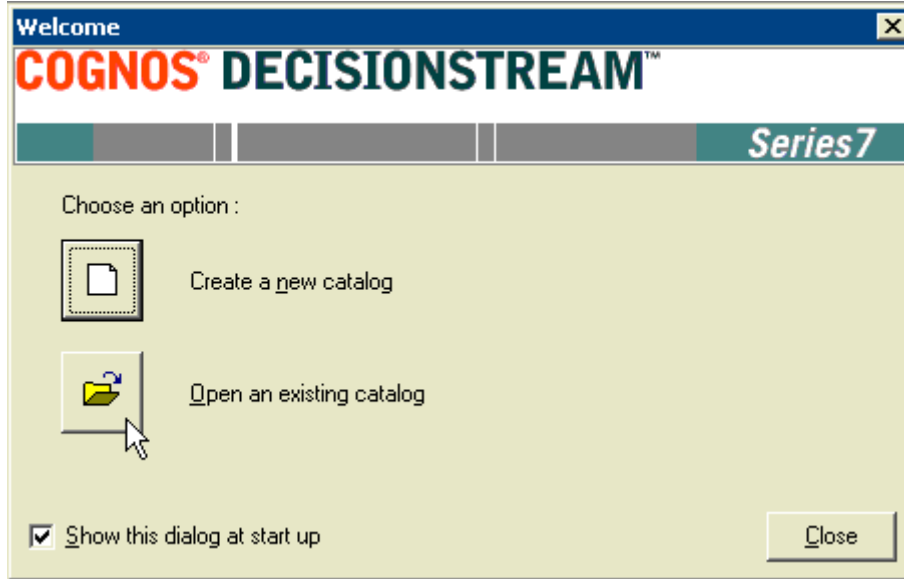 Welcome
COGNOS® DECISIONSTREAM™
Series7
Choose an option :
Create a new catalog
Open an existing catalog
Show this dialog at start up
Close